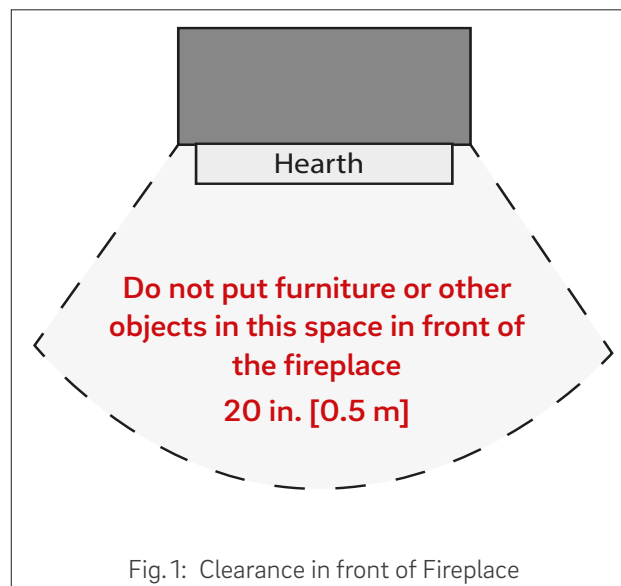 Hearth
Do not put furniture or other
objects in this space in front of
the fireplace
20 in. [0.5 m]
Fig. 1: Clearance in front of Fireplace